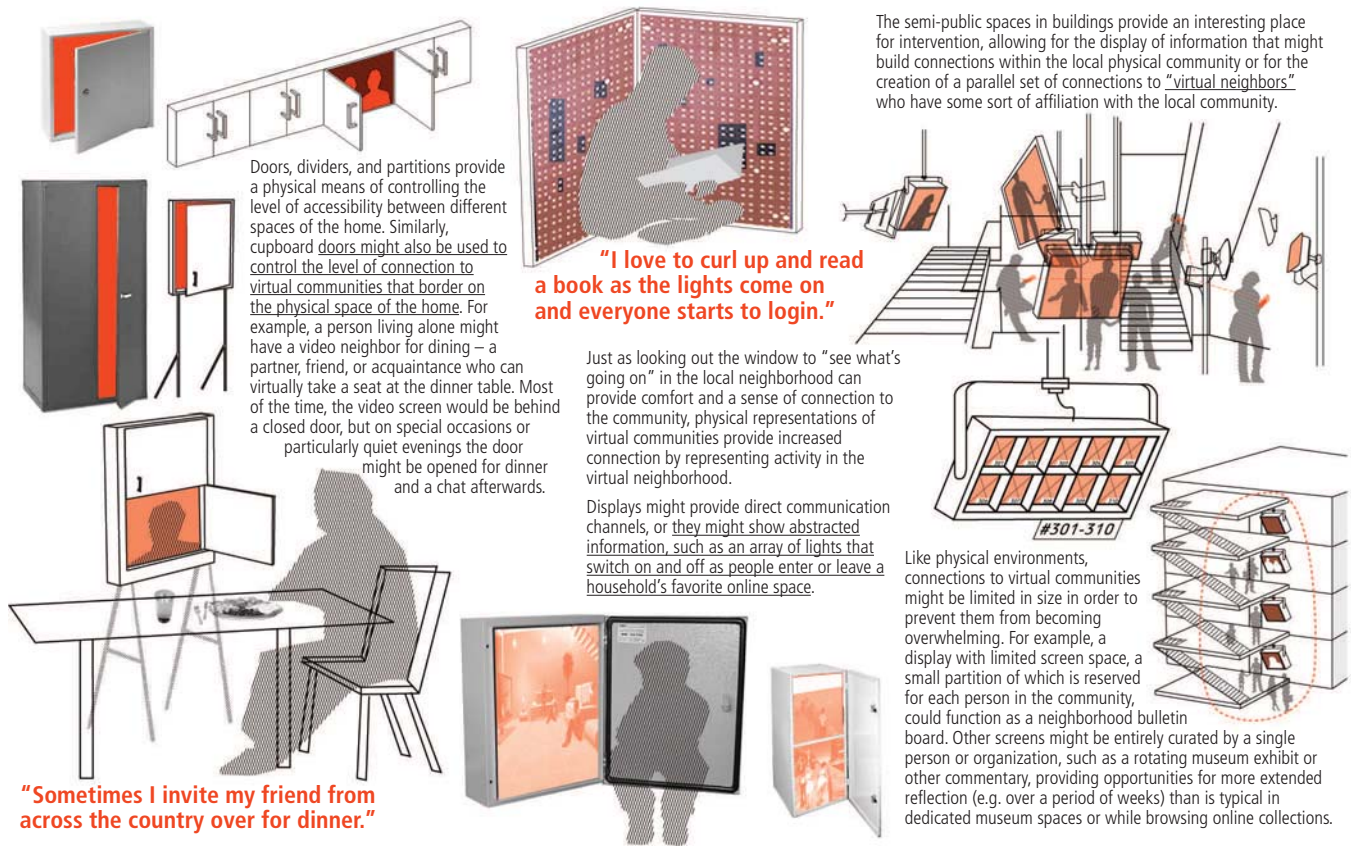 Doors, dividers, and partitions provide
a physical means of controlling the
level of accessibility between different
spaces of the home. Similarly,
cupboard doors might also be used to
control the level of connection to
virtual communities that border on
the physical space of the home. For
example, a person living alone might
have a video neighbor for dining – a
partner, friend, or acquaintance who can
virtually take a seat at the dinner table. Most
of the time, the video screen would be behind
a closed door, but on special occasions or
particularly quiet evenings the door
might be opened for dinner
and a chat afterwards.
"Sometimes I invite my friend from
across the country over for dinner."
"I love to curl up and read
a book as the lights come on
and everyone starts to login."
Just as looking out the window to "see what's
going on" in the local neighborhood can
provide comfort and a sense of connection to
the community, physical representations of
virtual communities provide increased
connection by representing activity in the
virtual neighborhood.
Displays might provide direct communication
channels, or they might show abstracted
information, such as an array of lights that
switch on and off as people enter or leave a
household's favorite online space.
The semi-public spaces in buildings provide an interesting place
for intervention, allowing for the display of information that might
build connections within the local physical community or for the
creation of a parallel set of connections to "virtual neighbors"
who have some sort of affiliation with the local community.
#301-310
Like physical environments,
connections to virtual communities
might be limited in size in order to
prevent them from becoming
overwhelming. For example, a
display with limited screen space, a
small partition of which is reserved
for each person in the community,
could function as a neighborhood bulletin
board. Other screens might be entirely curated by a single
person or organization, such as a rotating museum exhibit or
other commentary, providing opportunities for more extended
reflection (e.g. over a period of weeks) than is typical in
dedicated museum spaces or while browsing online collections.